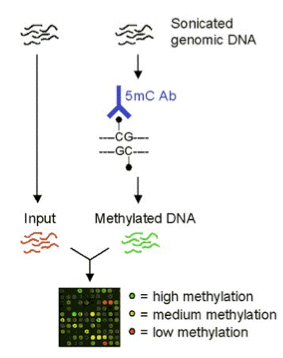 Sonicated
genomic DNA
5mC Ab
----CG----
----GC----
Input
Methylated DNA
= high methylation
= medium methylation
= low methylation